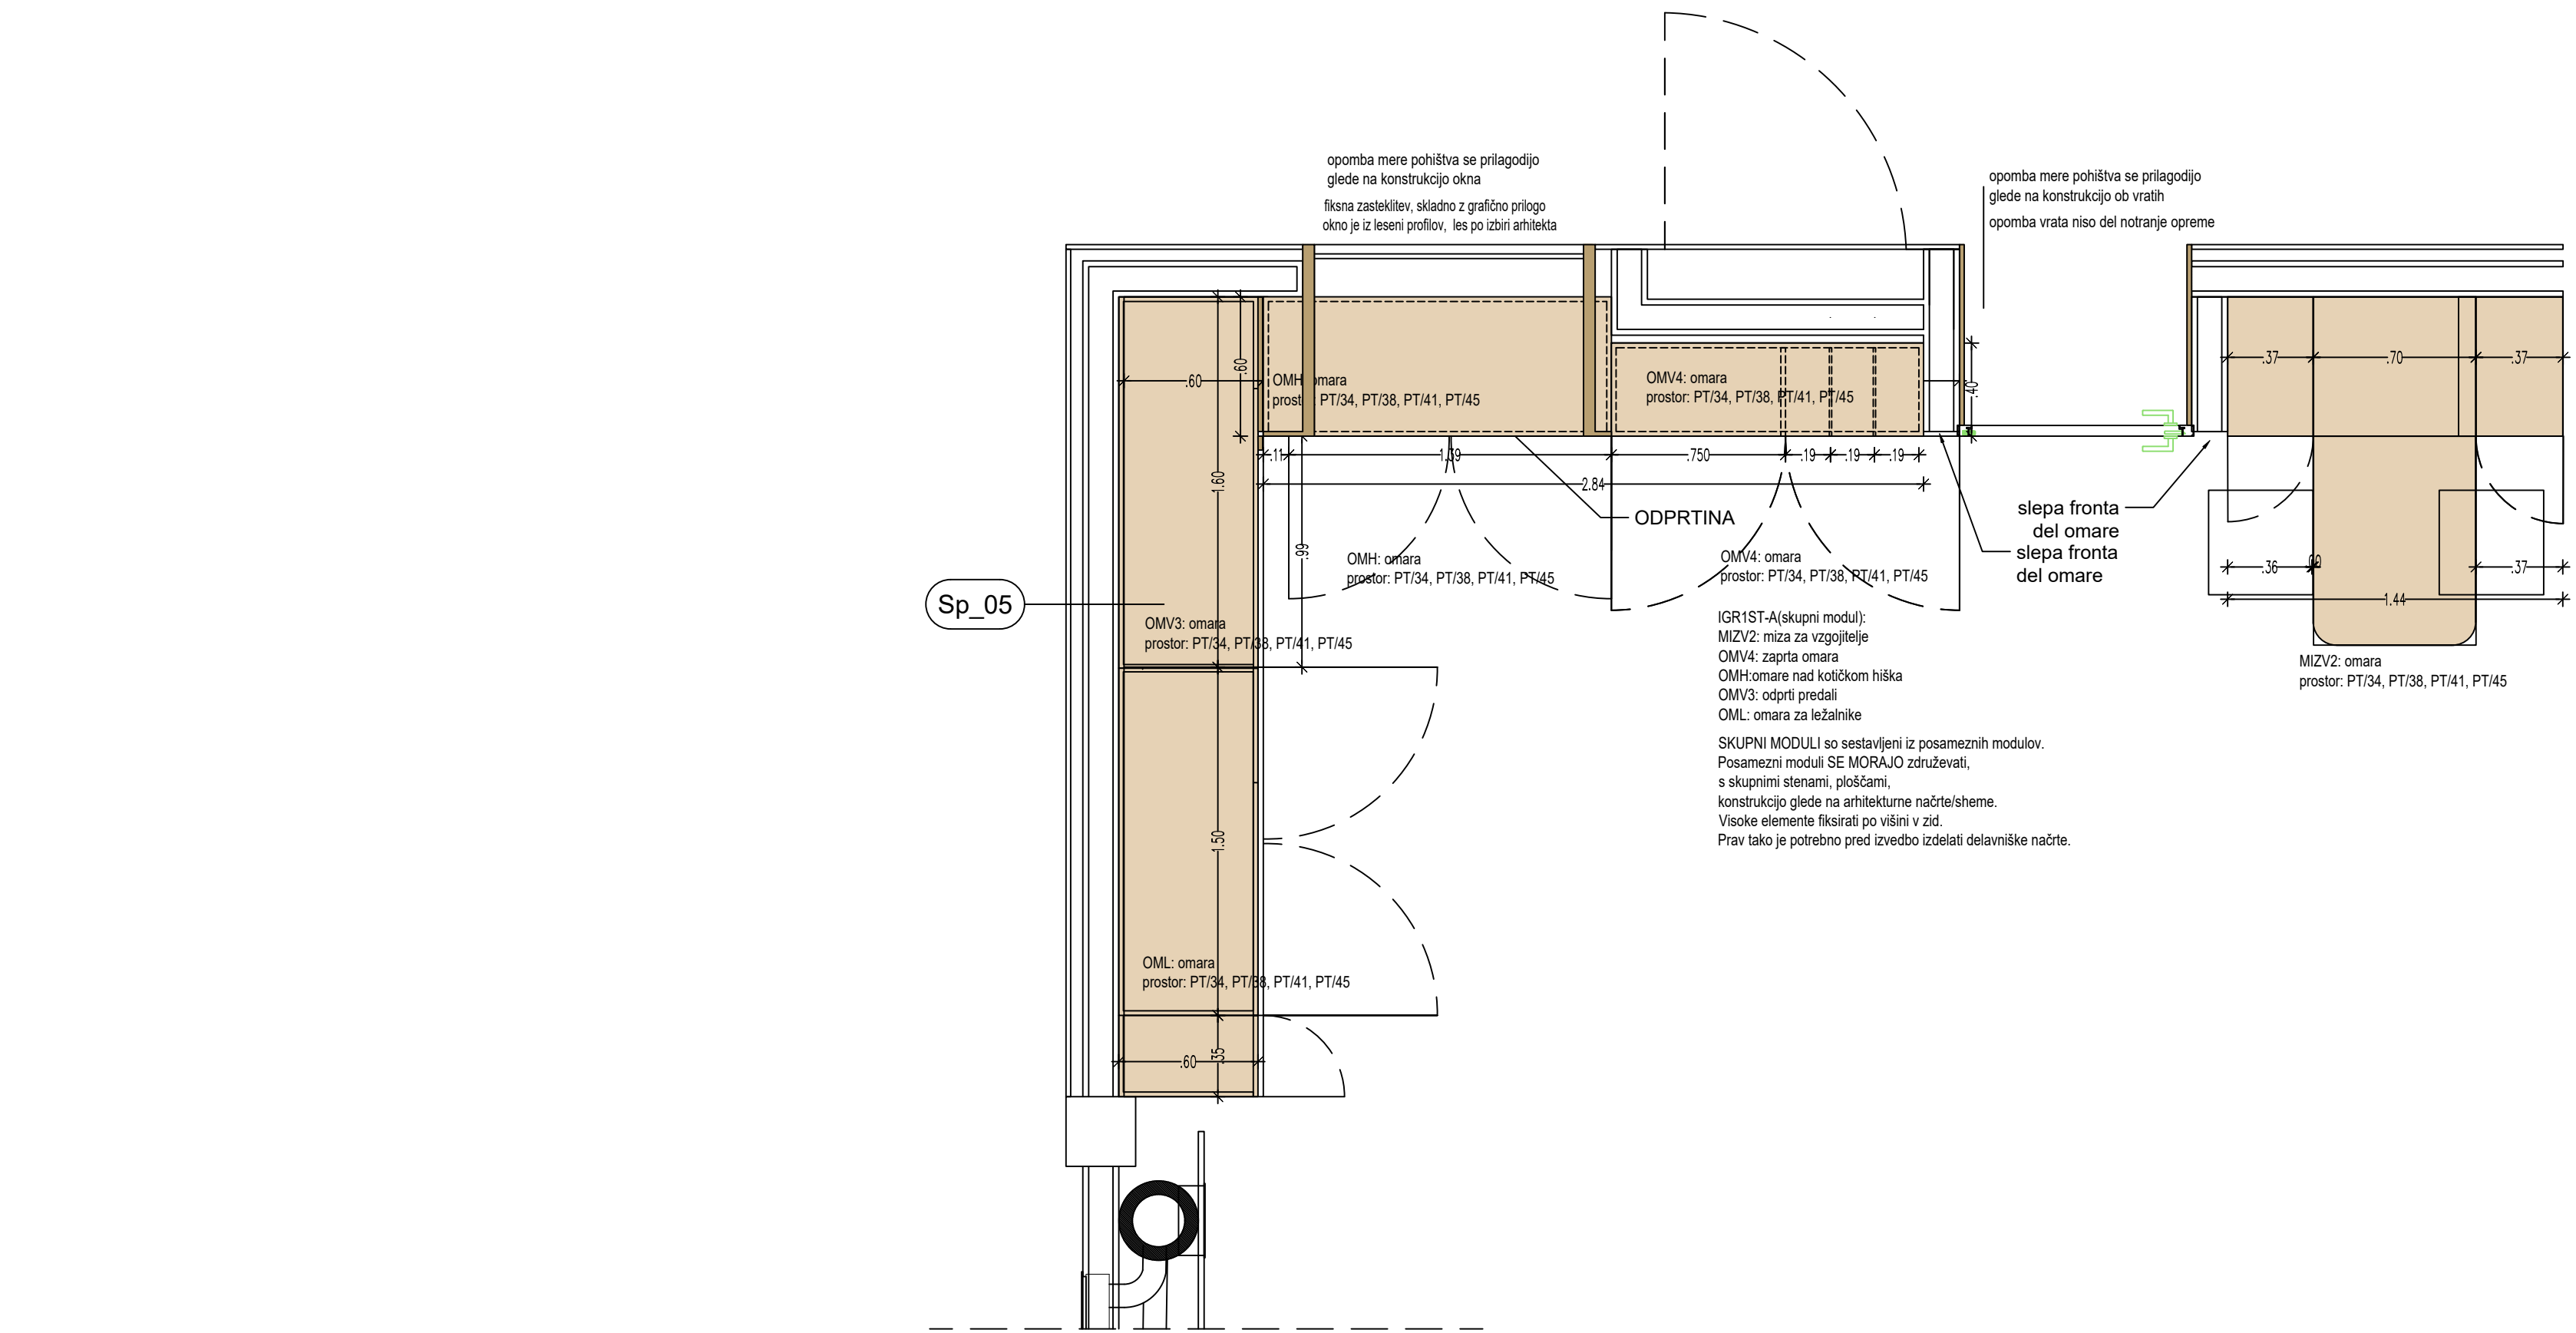 opomba mere pohištva se prilagodijo
glede na konstrukcijo okna
fiksna zasteklitev, skladno z grafično prilogo
okno je iz leseni profilov, les po izbiri arhitekta
opomba mere pohištva se prilagodijo
glede na konstrukcijo ob vratih
opomba vrata niso del notranje opreme
.60
.60
OMH: omara
prostor: PT/34, PT/38, PT/41, PT/45
OMV4: omara
prostor: PT/34, PT/38, PT/41, PT/45
.40
.37
.70
.37
.11
1.39
.750
.19
.19
.19
2.84
1.60
.99
ODPRTINA
slepa fronta
del omare
slepa fronta
del omare
OMH: omara
prostor: PT/34, PT/38, PT/41, PT/45
OMV4: omara
prostor: PT/34, PT/38, PT/41, PT/45
.36
.37
1.44
Sp_05
OMV3: omara
prostor: PT/34, PT/38, PT/41, PT/45
IGR1ST-A(skupni modul):
MIZV2: miza za vzgojitelje
OMV4: zaprta omara
OMH:omare nad kotičkom hiška
OMV3: odprti predali
OML: omara za ležalnike
SKUPNI MODULI so sestavljeni iz posameznih modulov.
Posamezni moduli SE MORAJO združevati,
s skupnimi stenami, ploščami,
konstrukcijo glede na arhitekturne načrte/sheme.
Visoke elemente fiksirati po višini v zid.
Prav tako je potrebno pred izvedbo izdelati delavniške načrte.
MIZV2: omara
prostor: PT/34, PT/38, PT/41, PT/45
1.50
OML: omara
prostor: PT/34, PT/38, PT/41, PT/45
.60
.35